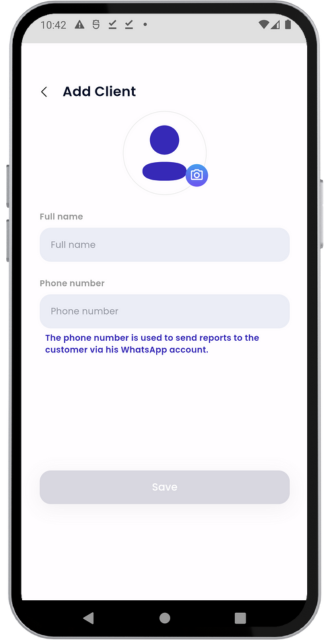 10:42
Add Client
Full name
Full name
Phone number
Phone number
The phone number is used to send reports to the
customer via his WhatsApp account.
Save